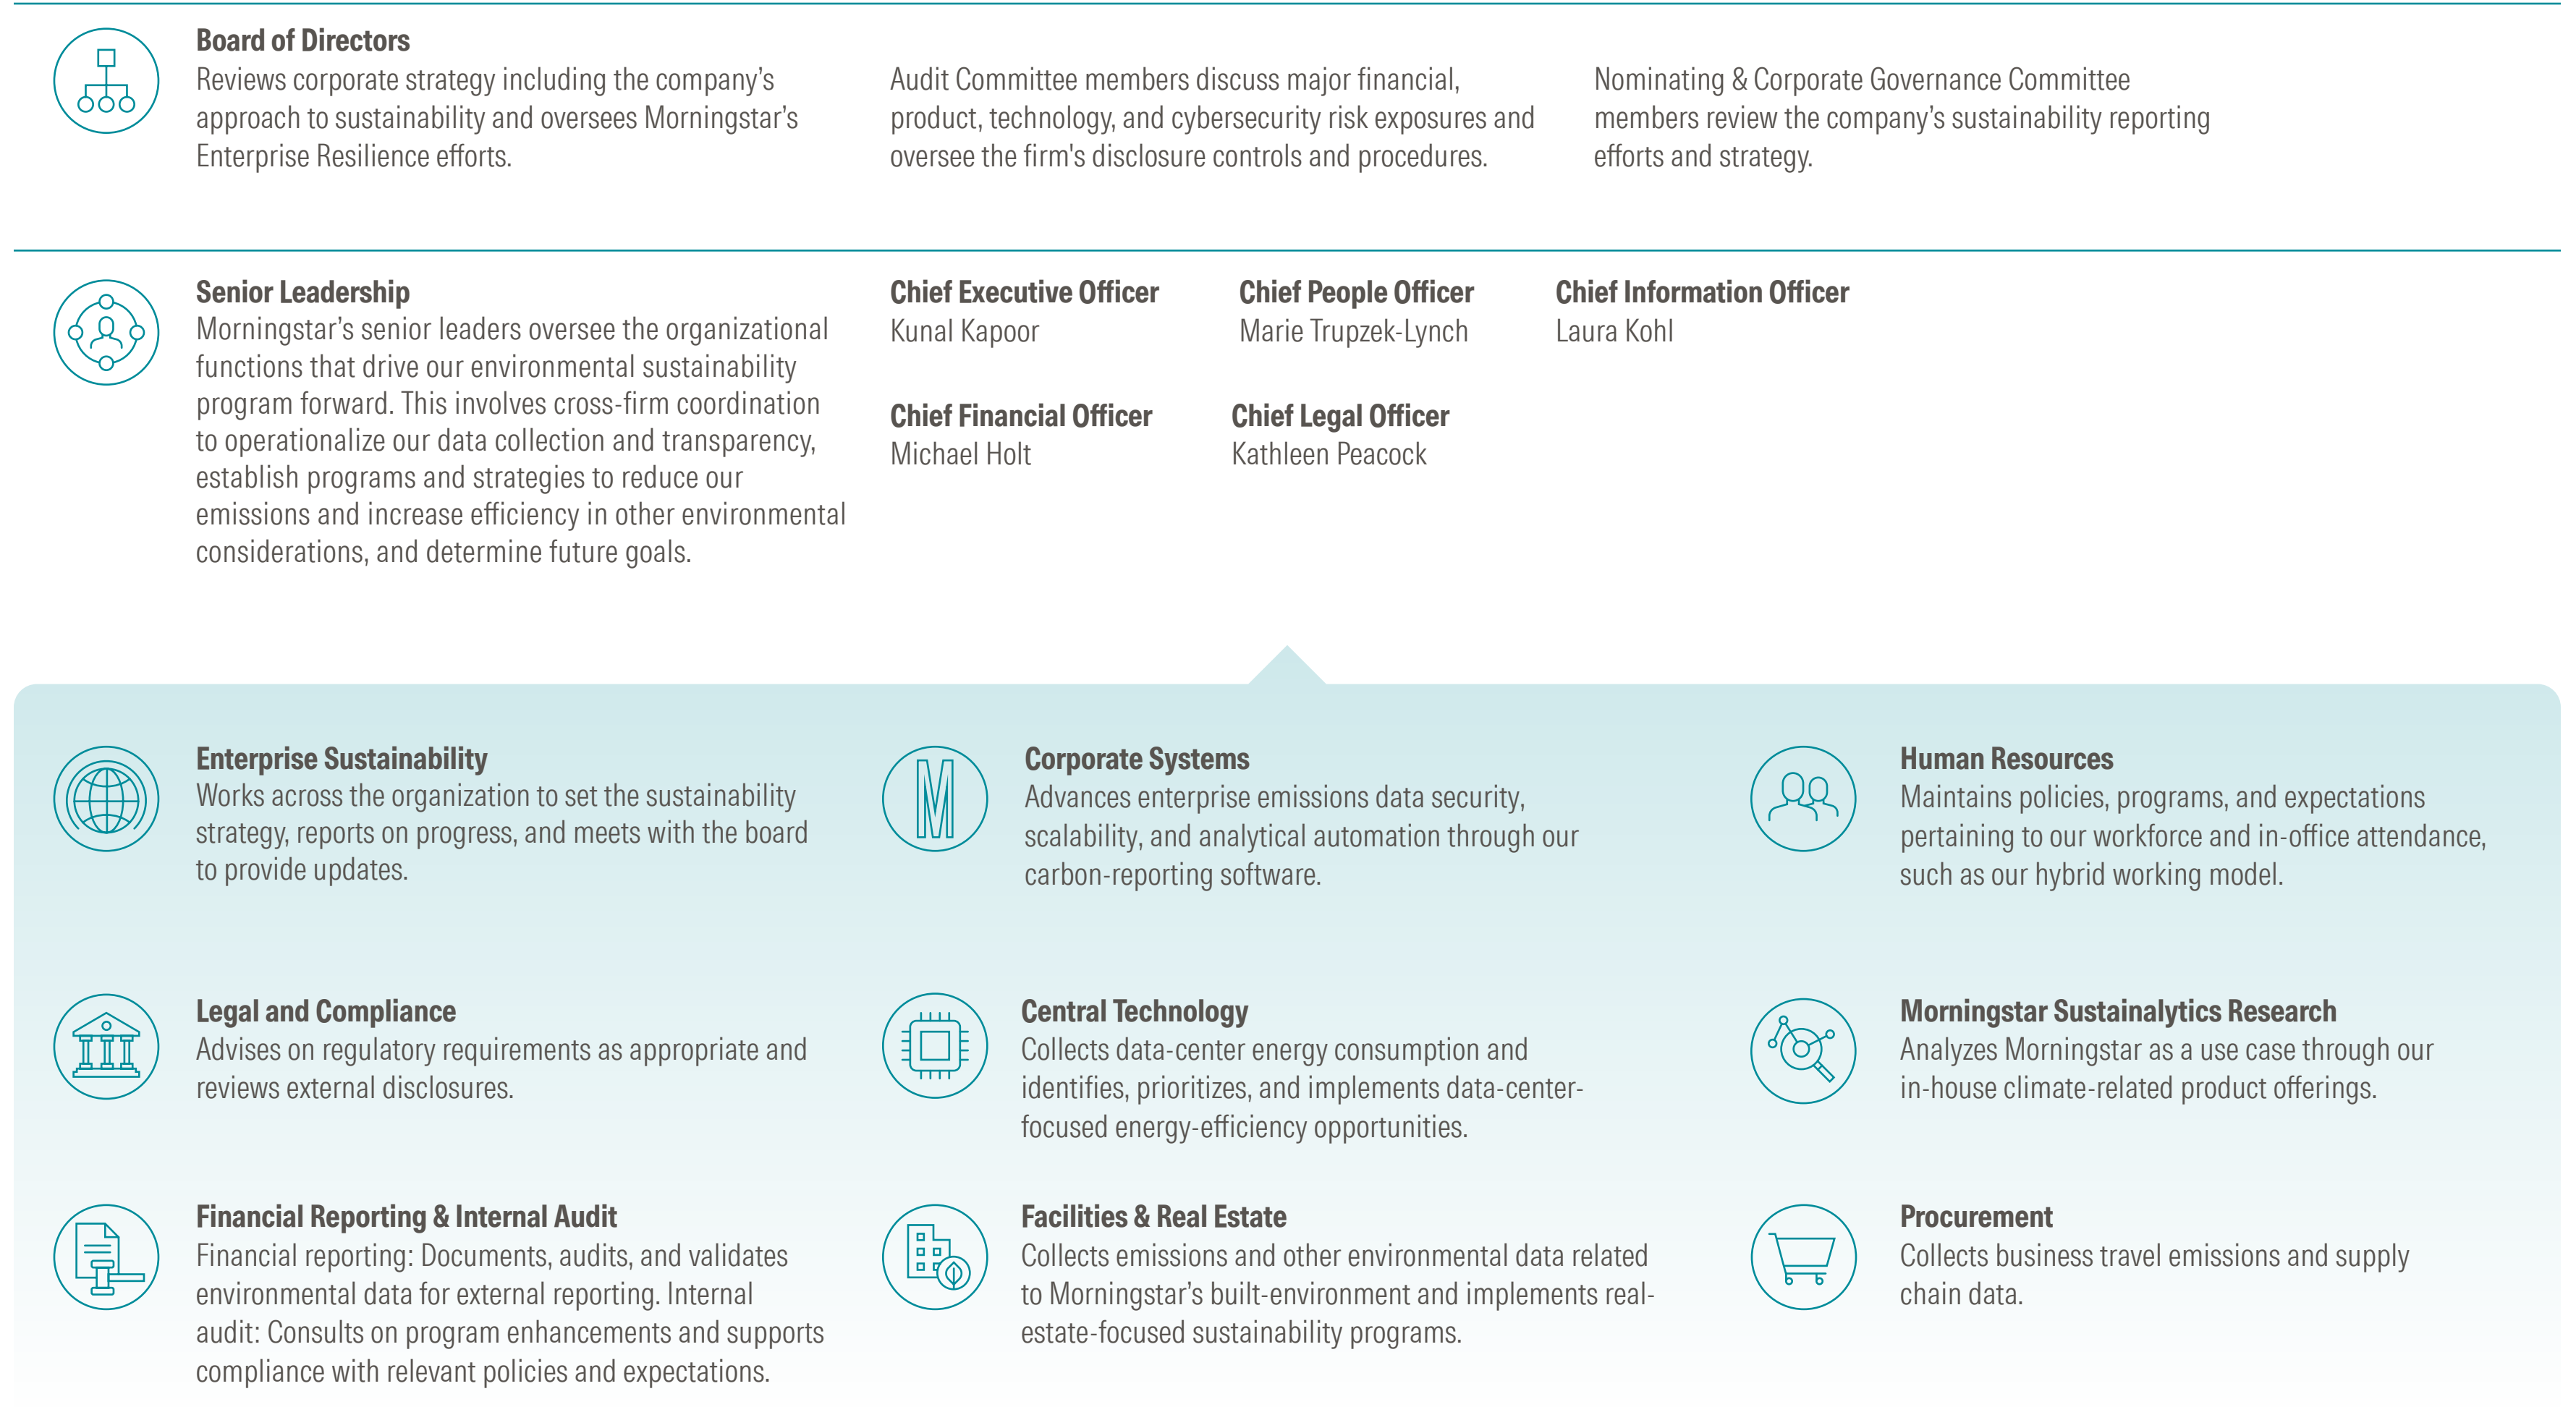 Board of Directors
Reviews corporate strategy including the company’s
approach to sustainability and oversees Morningstar’s
Enterprise Resilience efforts.
Audit Committee members discuss major financial,
product, technology, and cybersecurity risk exposures and
oversee the firm's disclosure controls and procedures.
Nominating & Corporate Governance Committee
members review the company’s sustainability reporting
efforts and strategy.
Senior Leadership
Morningstar’s senior leaders oversee the organizational
functions that drive our environmental sustainability
program forward. This involves cross-firm coordination
to operationalize our data collection and transparency,
establish programs and strategies to reduce our
emissions and increase efficiency in other environmental
considerations, and determine future goals.
Chief Executive Officer
Kunal Kapoor
Chief People Officer
Marie Trupzek-Lynch
Chief Information Officer
Laura Kohl
Chief Financial Officer
Michael Holt
Chief Legal Officer
Kathleen Peacock
Enterprise Sustainability
Works across the organization to set the sustainability
strategy, reports on progress, and meets with the board
to provide updates.
M
Corporate Systems
Advances enterprise emissions data security,
scalability, and analytical automation through our
carbon-reporting software.
Human Resources
Maintains policies, programs, and expectations
pertaining to our workforce and in-office attendance,
such as our hybrid working model.
Legal and Compliance
Advises on regulatory requirements as appropriate and
reviews external disclosures.
Central Technology
Collects data-center energy consumption and
identifies, prioritizes, and implements data-center-
focused energy-efficiency opportunities.
Morningstar Sustainalytics Research
Analyzes Morningstar as a use case through our
in-house climate-related product offerings.
Financial Reporting & Internal Audit
Financial reporting: Documents, audits, and validates
environmental data for external reporting. Internal
audit: Consults on program enhancements and supports
compliance with relevant policies and expectations.
Facilities & Real Estate
Collects emissions and other environmental data related
to Morningstar’s built-environment and implements real-
estate-focused sustainability programs.
Procurement
Collects business travel emissions and supply
chain data.